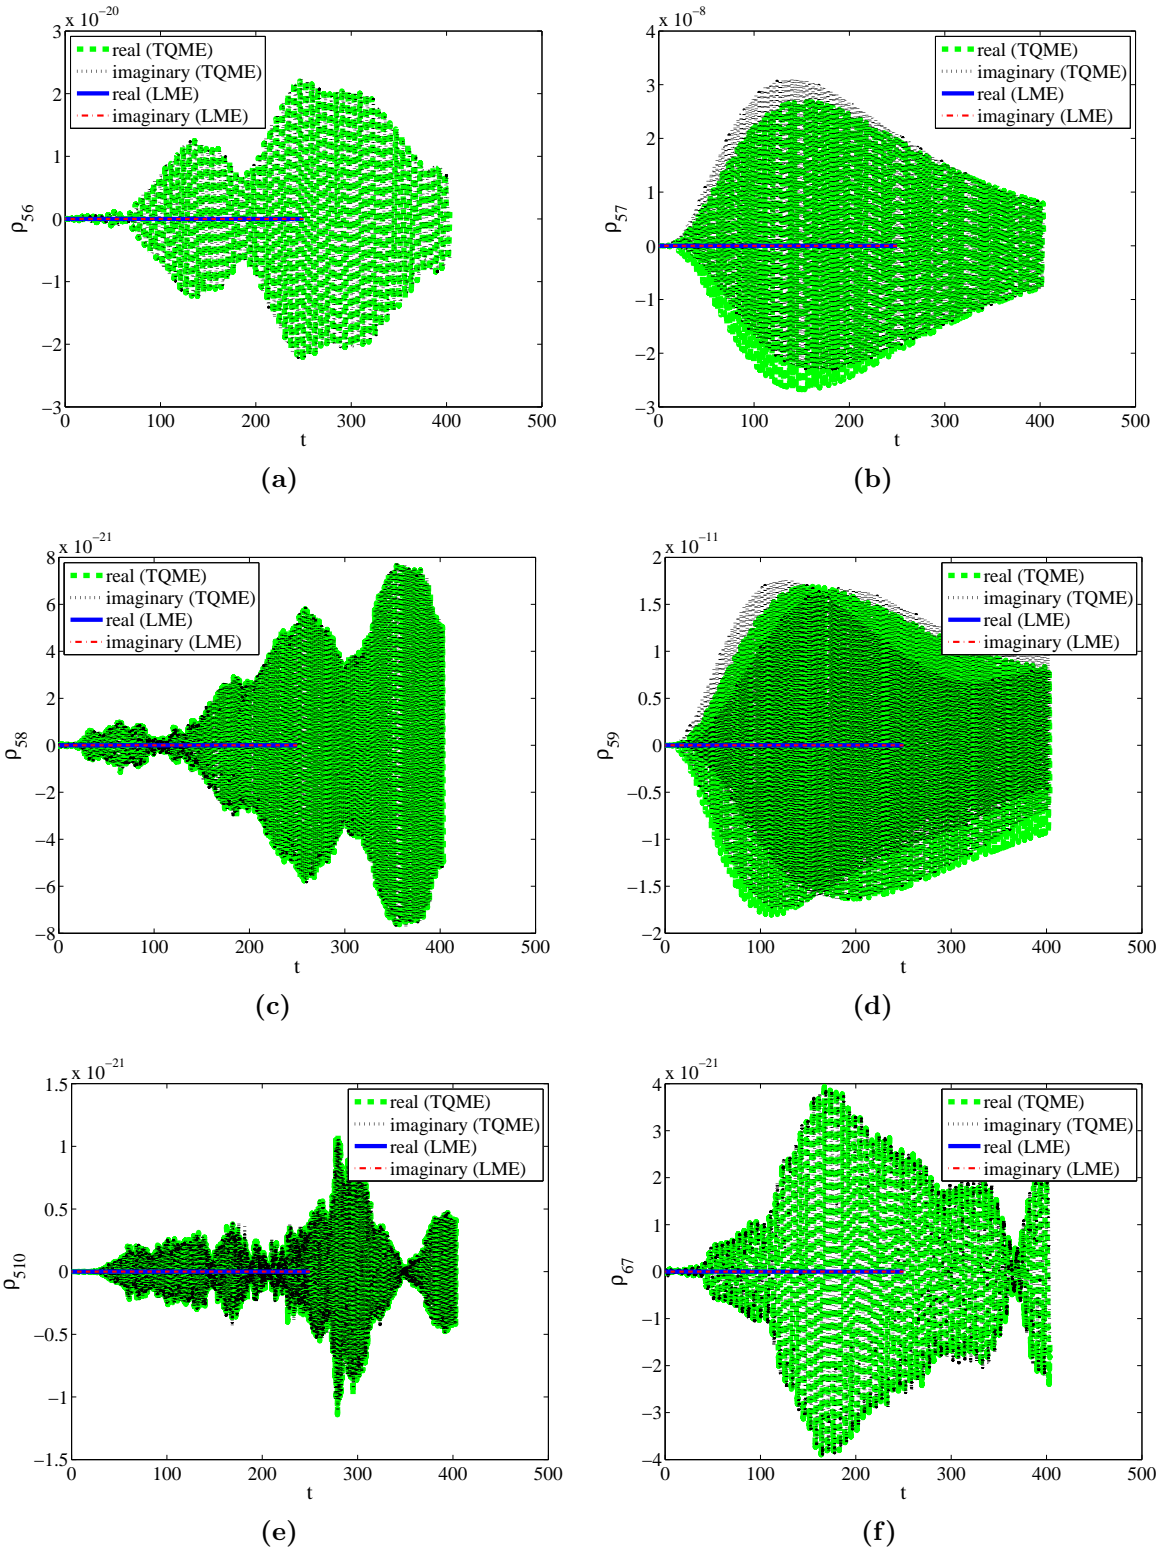 x 10^-20
3
2
1
0
−1
−2
−3
ρ56
real (TQME)
imaginary (TQME)
real (LME)
imaginary (LME)
0 100 200 300 400 500
t
(a)
x 10^-8
4
3
2
1
0
−1
−2
−3
ρ57
real (TQME)
imaginary (TQME)
real (LME)
imaginary (LME)
0 100 200 300 400 500
t
(b)
x 10^-21
8
6
4
2
0
−2
−4
−6
−8
ρ58
real (TQME)
imaginary (TQME)
real (LME)
imaginary (LME)
0 100 200 300 400 500
t
(c)
x 10^-11
2
1.5
1
0.5
0
−0.5
−1
−1.5
−2
ρ59
real (TQME)
imaginary (TQME)
real (LME)
imaginary (LME)
0 100 200 300 400 500
t
(d)
x 10^-21
1.5
1
0.5
0
−0.5
−1
−1.5
ρ510
real (TQME)
imaginary (TQME)
real (LME)
imaginary (LME)
0 100 200 300 400 500
t
(e)
x 10^-21
4
3
2
1
0
−1
−2
−3
−4
ρ67
real (TQME)
imaginary (TQME)
real (LME)
imaginary (LME)
0 100 200 300 400 500
t
(f)